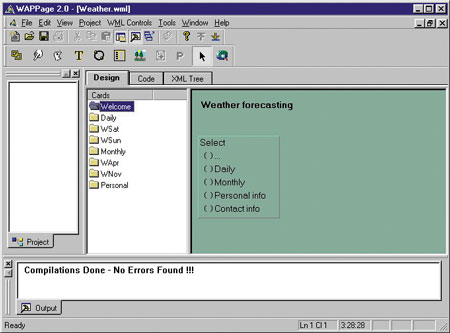 WAPPage 2.0 - [Weather.wml]
File Edit View Project WML Controls Tools Window Help
T P
Design Code XML Tree
Cards
Welcome
Daily
WSat
WSun
Monthly
WApr
WNov
Personal
Weather forecasting
Select
( )...
( ) Daily
( ) Monthly
( ) Personal info
( ) Contact info
Project
Compilations Done - No Errors Found !!!
Output
Ready Ln 1 Cl 1 3:28:28